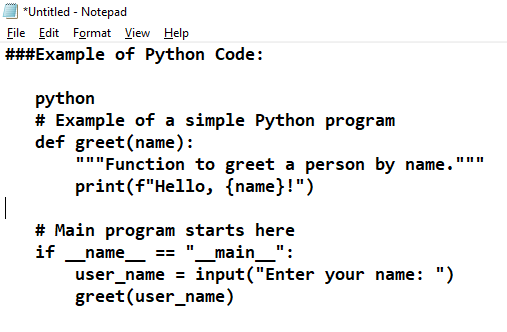 *Untitled - Notepad
File Edit Format View Help
###Example of Python Code:
python
# Example of a simple Python program
def greet(name):
    """Function to greet a person by name."""
    print(f"Hello, {name}!")
# Main program starts here
if __name__ == "__main__":
    user_name = input("Enter your name: ")
    greet(user_name)